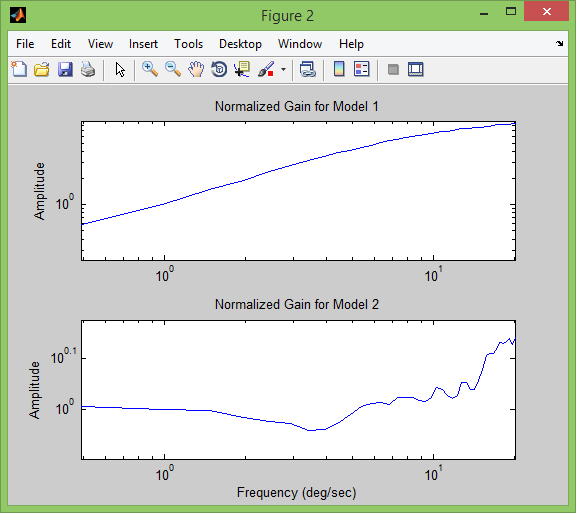 Figure 2
File Edit View Insert Tools Desktop Window Help
Normalized Gain for Model 1
Amplitude
10^0
10^0 10^1
Normalized Gain for Model 2
Amplitude
10^0.1
10^0
10^0 10^1
Frequency (deg/sec)